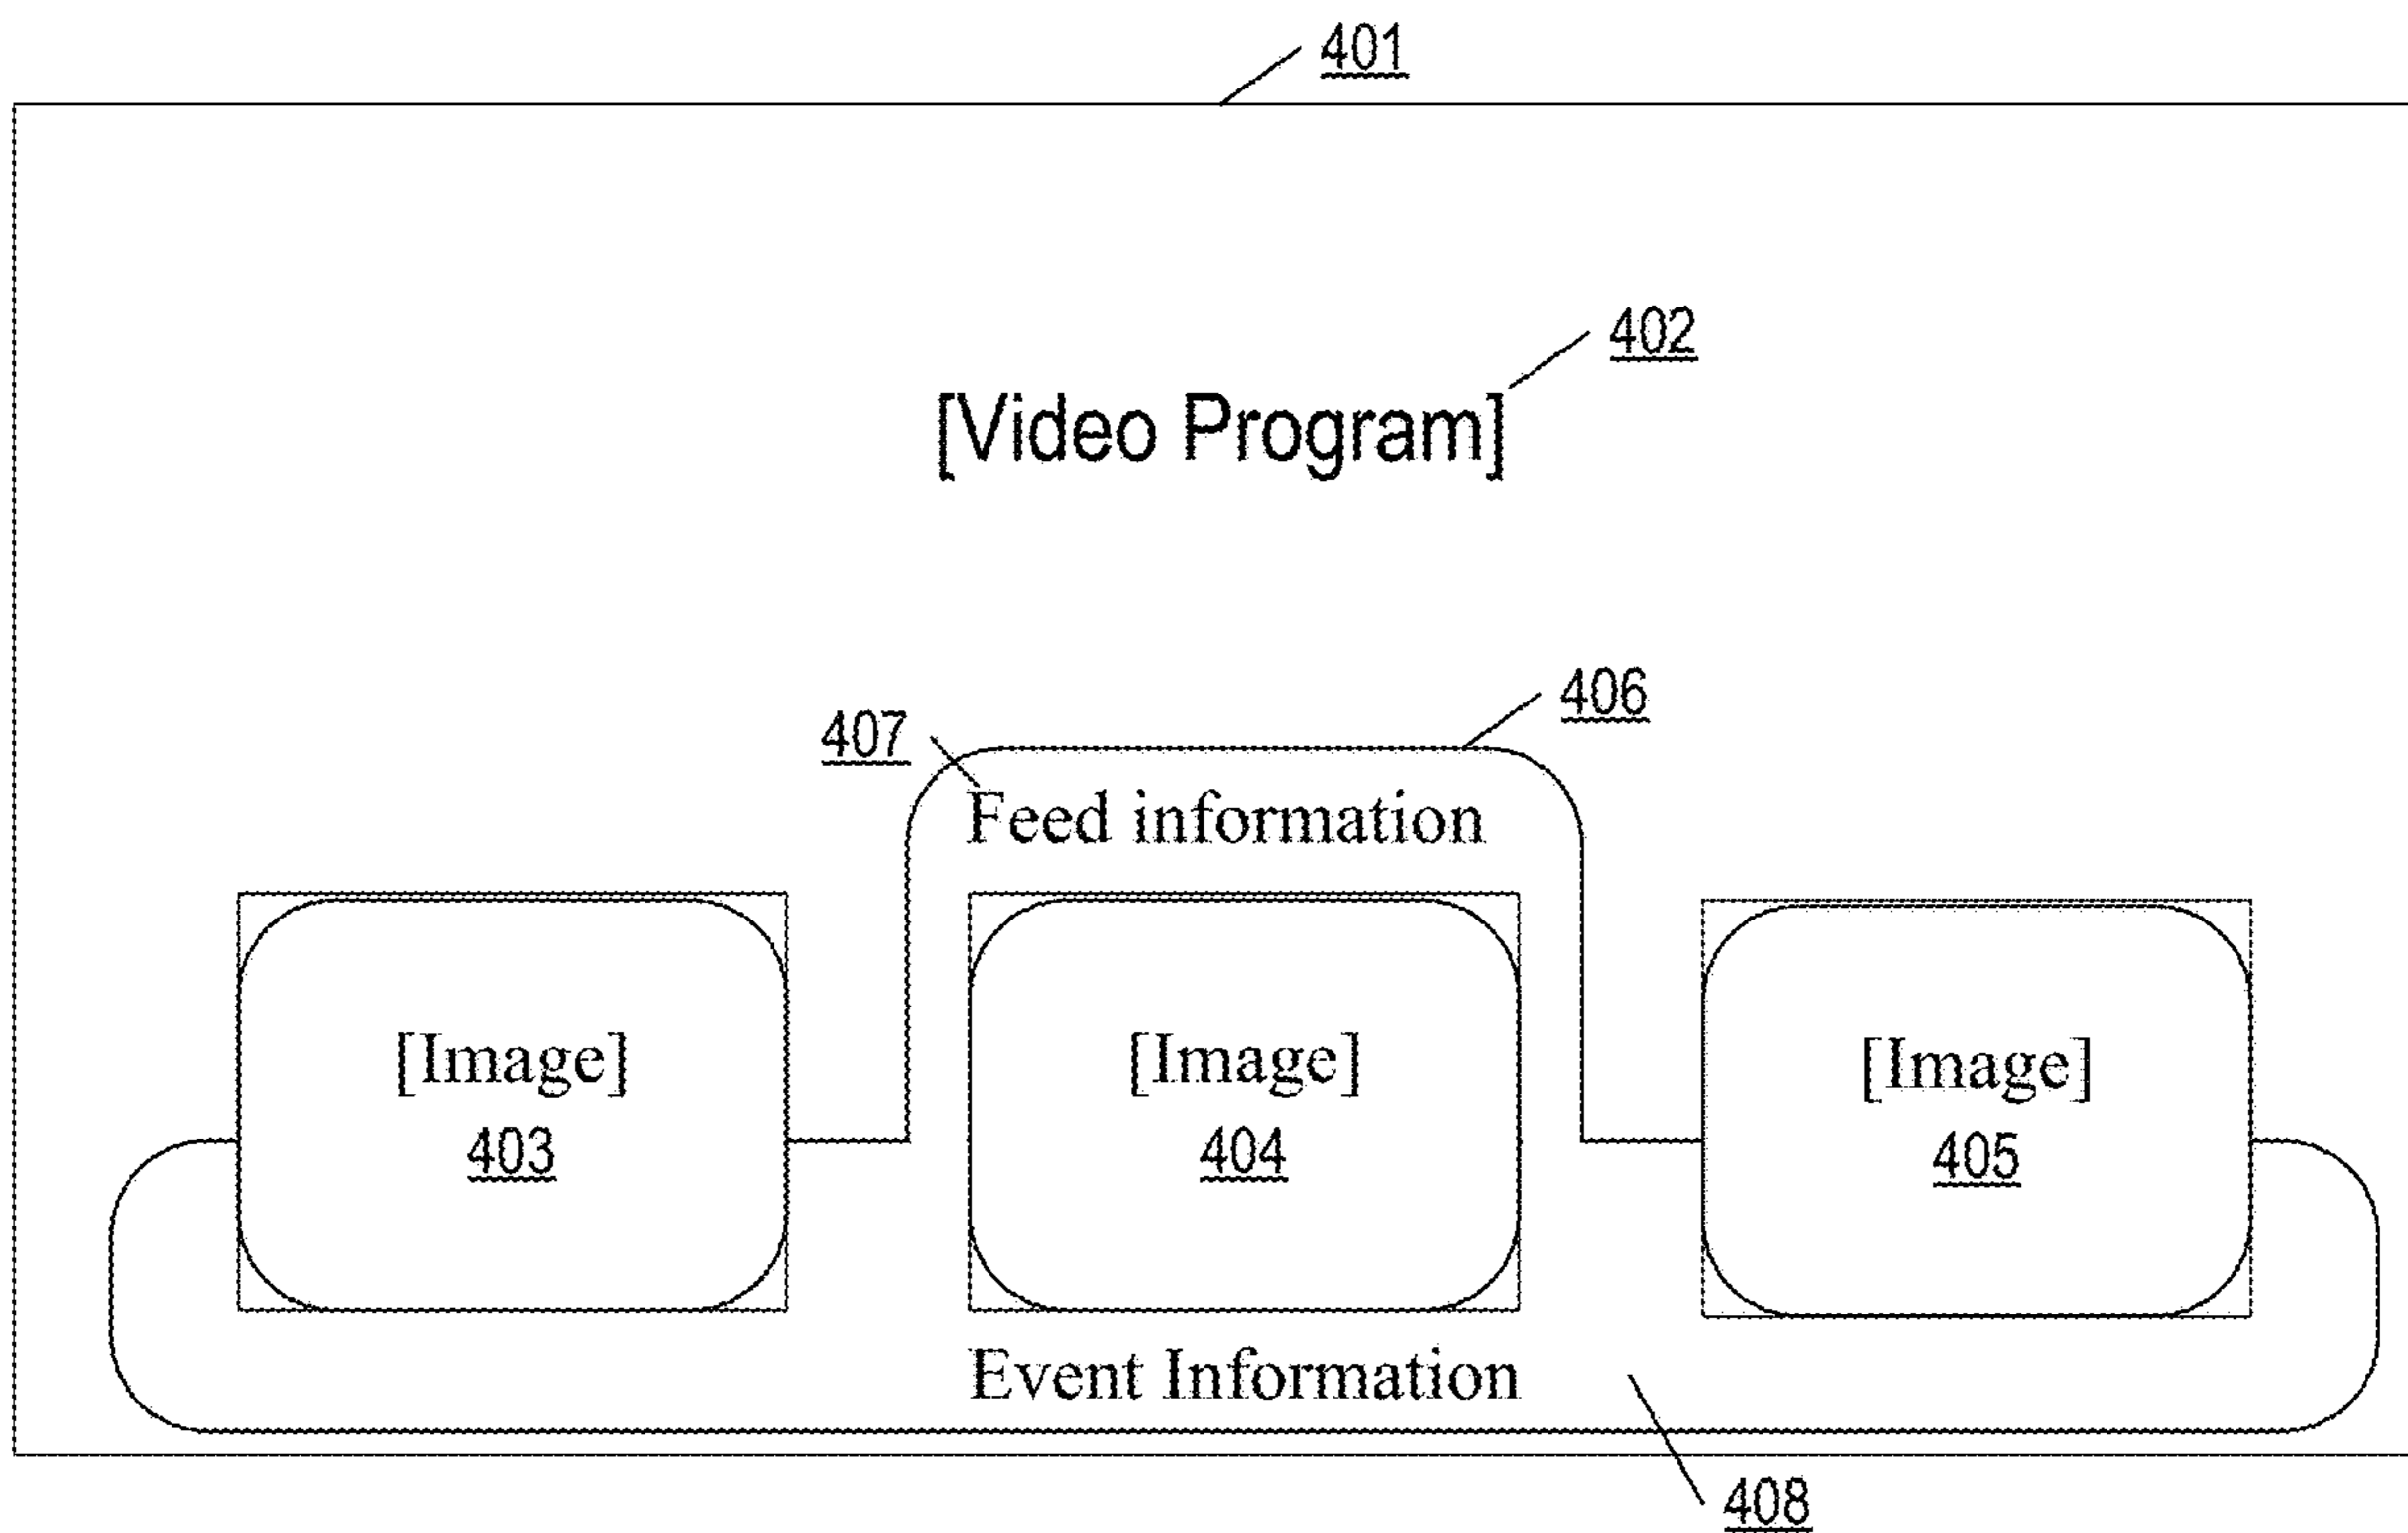 401
402
[Video Program]
406
407
Feed information
[Image]
[Image]
[Image]
403
404
405
Event Information
408